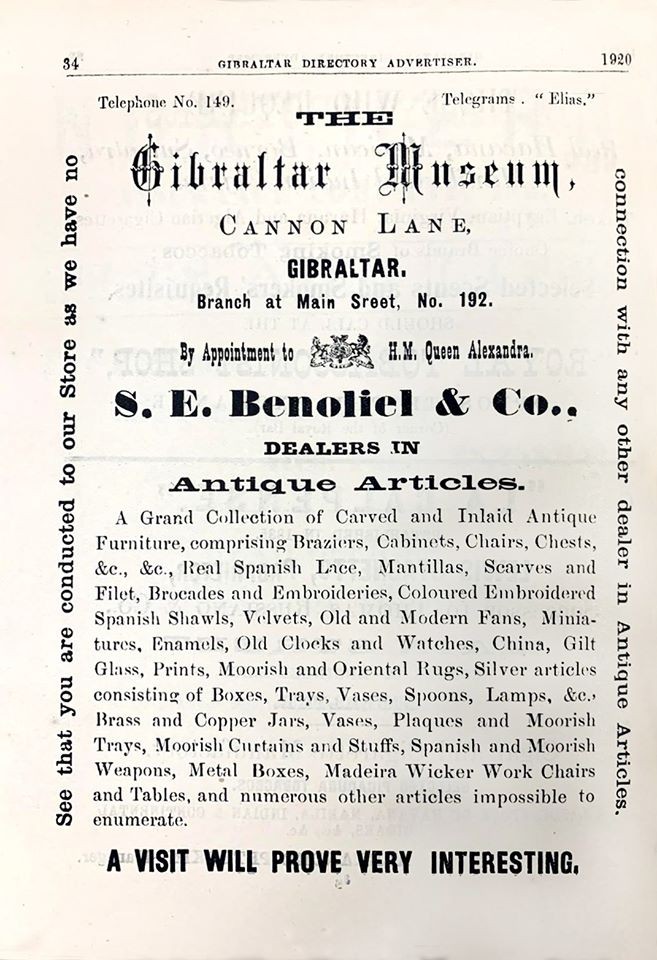 34 GIBRALTAR DIRECTORY ADVERTISER. 1920
Telephone No. 149. Telegrams . "Elias."
THE
Gibraltar Museum,
CANNON LANE,
GIBRALTAR.
Branch at Main Sreet, No. 192.
By Appointment to H.M. Queen Alexandra.
S. E. Benoliel & Co..
DEALERS IN
Antique Articles.
A Grand Collection of Carved and Inlaid Antique
Furniture, comprising Braziers, Cabinets, Chairs, Chests,
&c., &c., Real Spanish Lace, Mantillas, Scarves and
Filet, Brocades and Embroideries, Coloured Embroidered
Spanish Shawls, Velvets, Old and Modern Fans, Minia-
tures, Enamels, Old Clocks and Watches, China, Gilt
Glass, Prints, Moorish and Oriental Rugs, Silver articles
consisting of Boxes, Trays, Vases, Spoons, Lamps, &c.,
Brass and Copper Jars, Vases, Plaques and Moorish
Trays, Moorish Curtains and Stuffs, Spanish and Moorish
Weapons, Metal Boxes, Madeira Wicker Work Chairs
and Tables, and numerous other articles impossible to
enumerate.
A VISIT WILL PROVE VERY INTERESTING.
See that you are conducted to our Store as we have no
connection with any other dealer in Antique Articles.